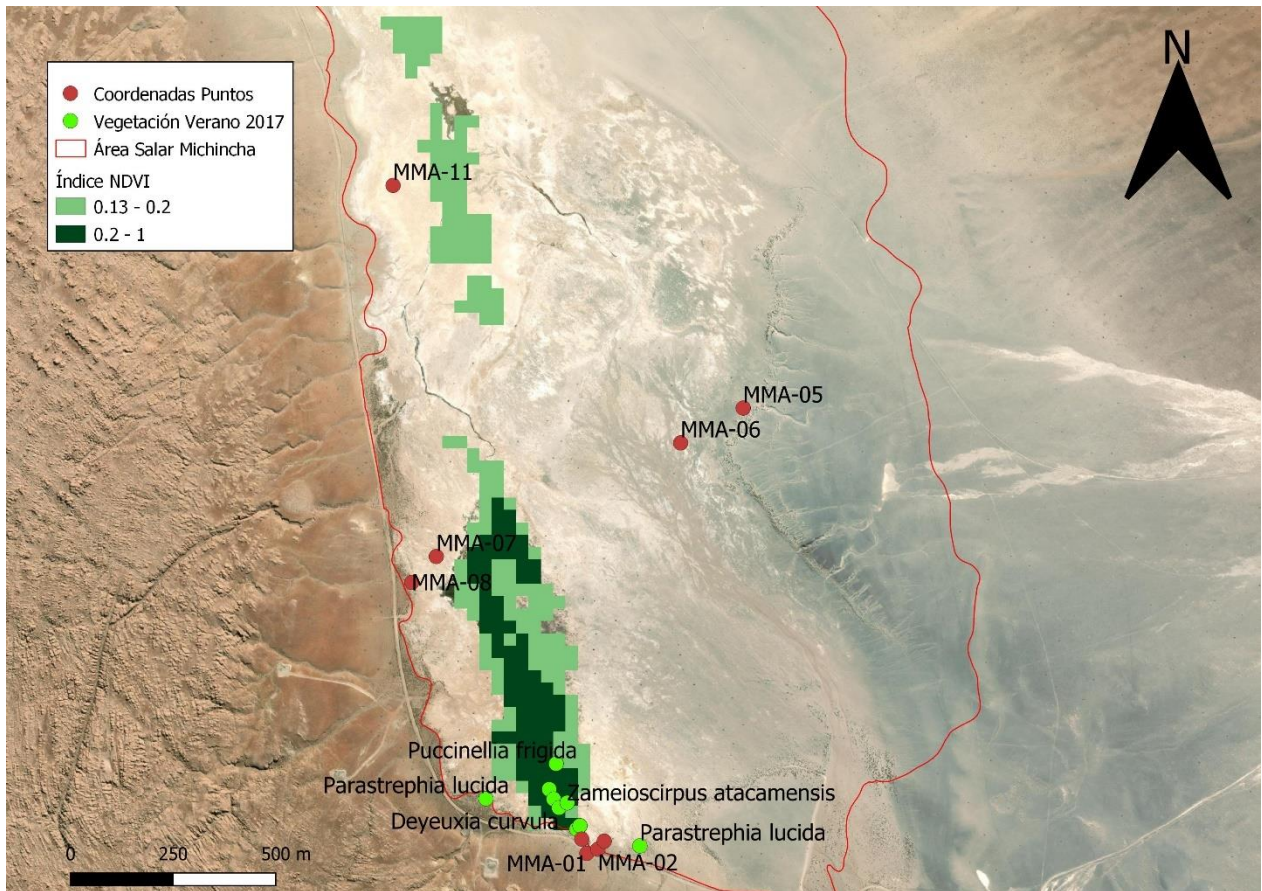 N
Coordenadas Puntos
Vegetación Verano 2017
Área Salar Michincha
Índice NDVI
0.13 - 0.2
0.2 - 1
MMA-11
MMA-05
MMA-06
MMA-07
MMA-08
Puccinellia frigida
Parastrephia lucida
Zameioscirpus atacamensis
Deyeuxia curvula
Parastrephia lucida
0 250 500 m
MMA-01
MMA-02